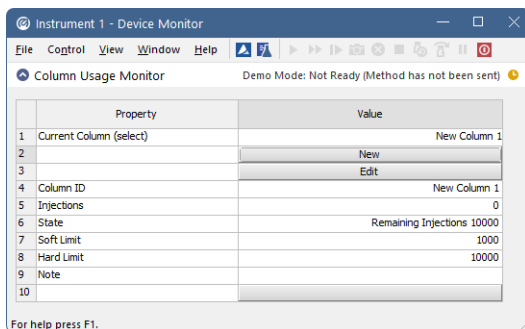 Instrument 1 - Device Monitor
File Control View Window Help
Column Usage Monitor Demo Mode: Not Ready (Method has not been sent)
Property Value
1 Current Column (select) New Column 1
2 New
3 Edit
4 Column ID New Column 1
5 Injections 0
6 State Remaining Injections 10000
7 Soft Limit 1000
8 Hard Limit 10000
9 Note
10
For help press F1.